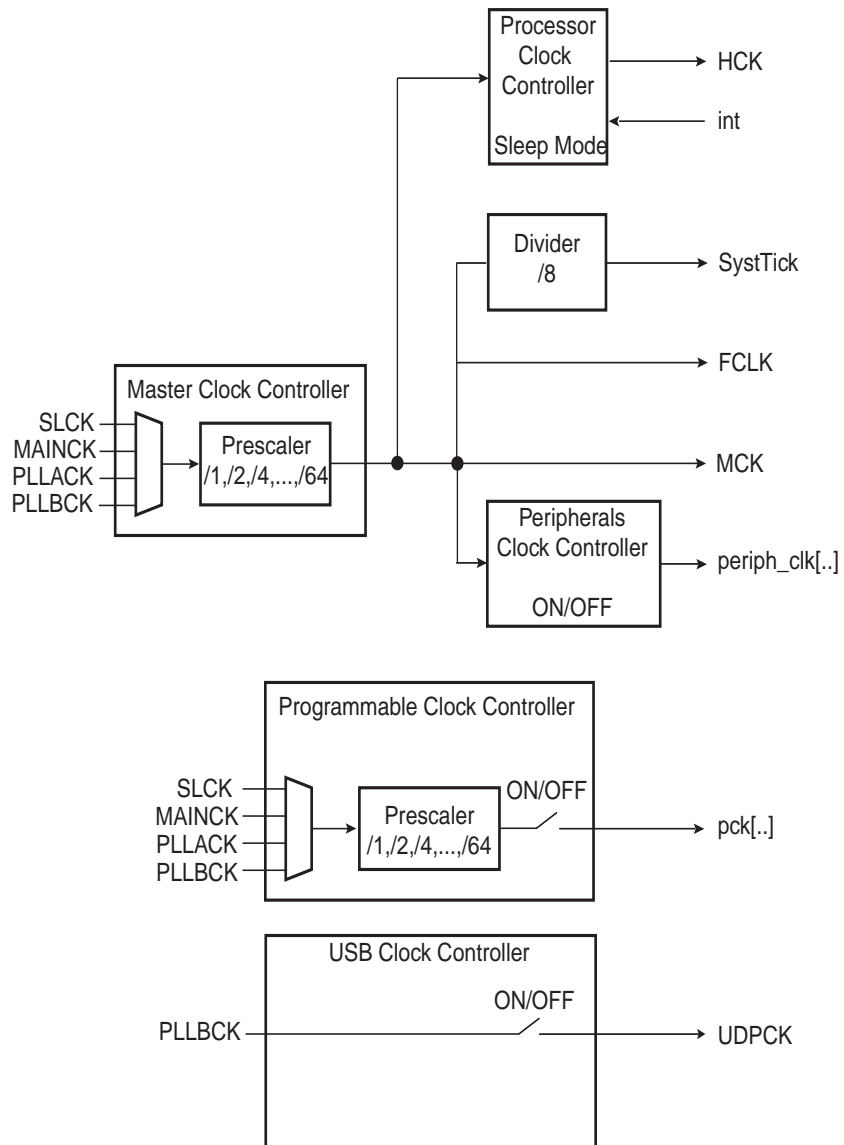 Processor
Clock
Controller
Sleep Mode
HCK
int
Divider
/8
SystTick
FCLK
Master Clock Controller
SLCK
MAINCK
PLLACK
PLLBCK
Prescaler
/1,/2,/4,...,/64
MCK
Peripherals
Clock Controller
ON/OFF
periph_clk[..]
Programmable Clock Controller
SLCK
MAINCK
PLLACK
PLLBCK
Prescaler
/1,/2,/4,...,/64
ON/OFF
pck[..]
USB Clock Controller
ON/OFF
PLLBCK
UDPCK